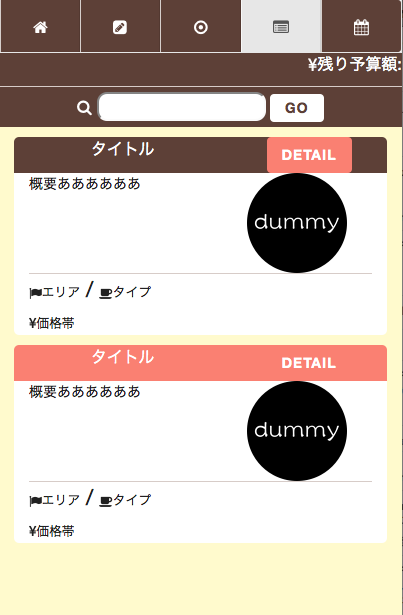 ¥残り予算額:
GO
タイトル DETAIL
概要ああああああ
dummy
エリア / タイプ
¥価格帯
タイトル DETAIL
概要ああああああ
dummy
エリア / タイプ
¥価格帯